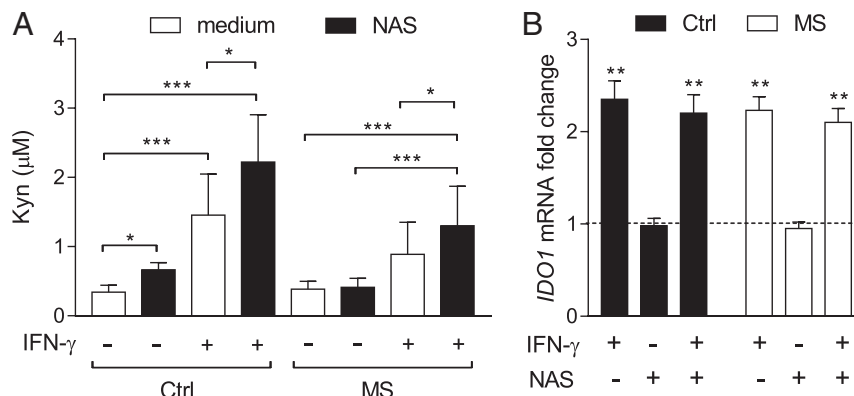 A
medium NAS
*
***
*
***
***
***
*
Kyn (μM)
4
3
2
1
0
IFN-γ - - + + - - + +
Ctrl MS
B
Ctrl MS
** ** ** **
IDO1 mRNA fold change
3
2
1
0
IFN-γ + - + + - +
NAS - + + - + +